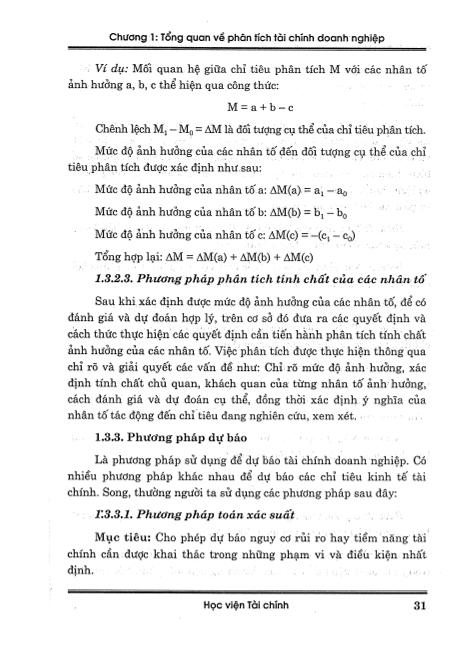 Chương 1: Tổng quan về phân tích tài chính doanh nghiệp
Ví dụ: Mối quan hệ giữa chỉ tiêu phân tích M với các nhân tố
ảnh hưởng a, b, c thể hiện qua công thức:
M = a + b – c
Chênh lệch M₁ – M₀ = ΔM là đối tượng cụ thể của chỉ tiêu phân tích.
Mức độ ảnh hưởng của các nhân tố đến đối tượng cụ thể của chỉ
tiêu phân tích được xác định như sau:
Mức độ ảnh hưởng của nhân tố a: ΔM(a) = a₁ – a₀
Mức độ ảnh hưởng của nhân tố b: ΔM(b) = b₁ – b₀
Mức độ ảnh hưởng của nhân tố c: ΔM(c) = –(c₁ – c₀)
Tổng hợp lại: ΔM = ΔM(a) + ΔM(b) + ΔM(c)
1.3.2.3. Phương pháp phân tích tính chất của các nhân tố
Sau khi xác định được mức độ ảnh hưởng của các nhân tố, để có
đánh giá và dự đoán hợp lý, trên cơ sở đó đưa ra các quyết định và
cách thức thực hiện các quyết định cần tiến hành phân tích tính chất
ảnh hưởng của các nhân tố. Việc phân tích được thực hiện thông qua
chỉ rõ và giải quyết các vấn đề như: Chỉ rõ mức độ ảnh hưởng, xác
định tính chất chủ quan, khách quan của từng nhân tố ảnh hưởng,
cách đánh giá và dự đoán cụ thể, đồng thời xác định ý nghĩa của
nhân tố tác động đến chỉ tiêu đang nghiên cứu, xem xét.
1.3.3. Phương pháp dự báo
Là phương pháp sử dụng để dự báo tài chính doanh nghiệp. Có
nhiều phương pháp khác nhau để dự báo các chỉ tiêu kinh tế tài
chính. Song, thường người ta sử dụng các phương pháp sau đây:
1.3.3.1. Phương pháp toán xác suất
Mục tiêu: Cho phép dự báo nguy cơ rủi ro hay tiềm năng tài
chính cần được khai thác trong những phạm vi và điều kiện nhất
định.
Học viện Tài chính 31